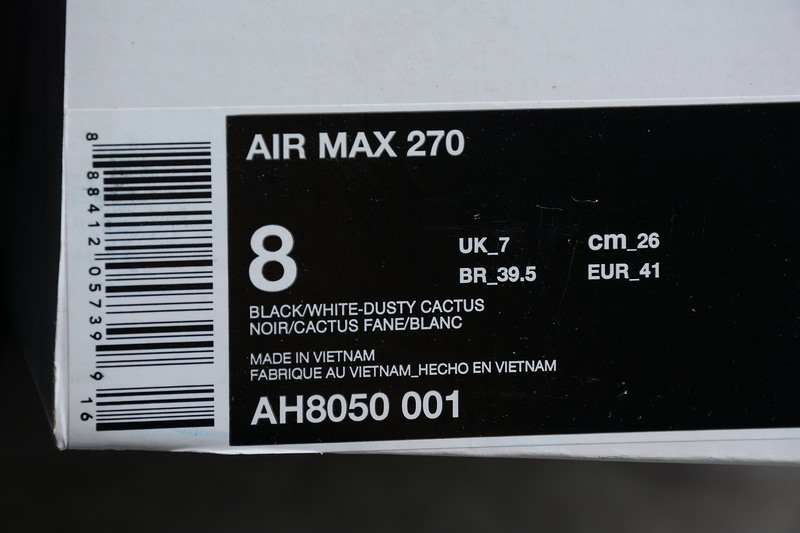 AIR MAX 270
8
UK_7
cm_26
BR_39.5
EUR_41
BLACK/WHITE-DUSTY CACTUS
NOIR/CACTUS FANE/BLANC
MADE IN VIETNAM
FABRIQUE AU VIETNAM_HECHO EN VIETNAM
AH8050 001
8 88412 05739 9 16